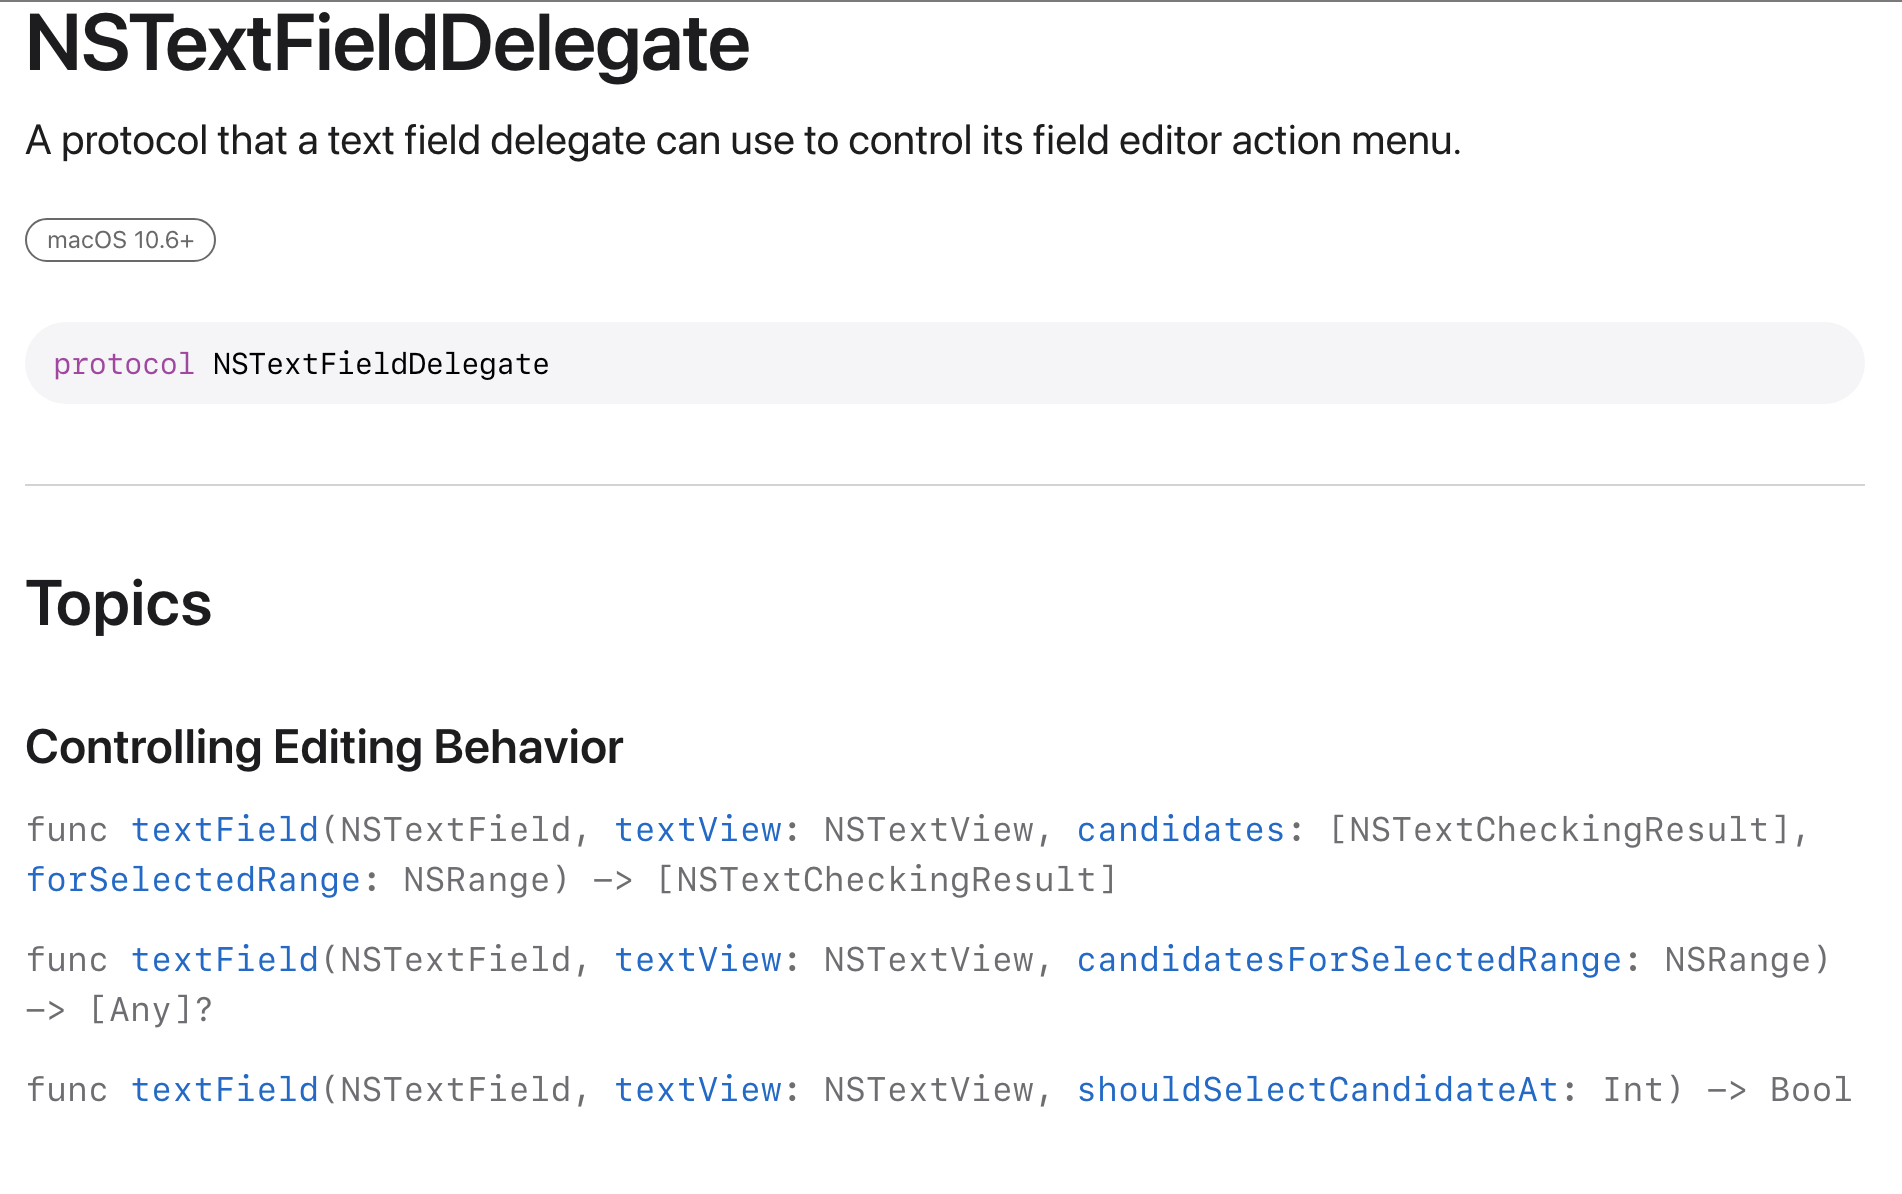 NSTextFieldDelegate
A protocol that a text field delegate can use to control its field editor action menu.
macOS 10.6+
protocol NSTextFieldDelegate
Topics
Controlling Editing Behavior
func textField(NSTextField, textView: NSTextView, candidates: [NSTextCheckingResult],
forSelectedRange: NSRange) -> [NSTextCheckingResult]
func textField(NSTextField, textView: NSTextView, candidatesForSelectedRange: NSRange)
-> [Any]?
func textField(NSTextField, textView: NSTextView, shouldSelectCandidateAt: Int) -> Bool